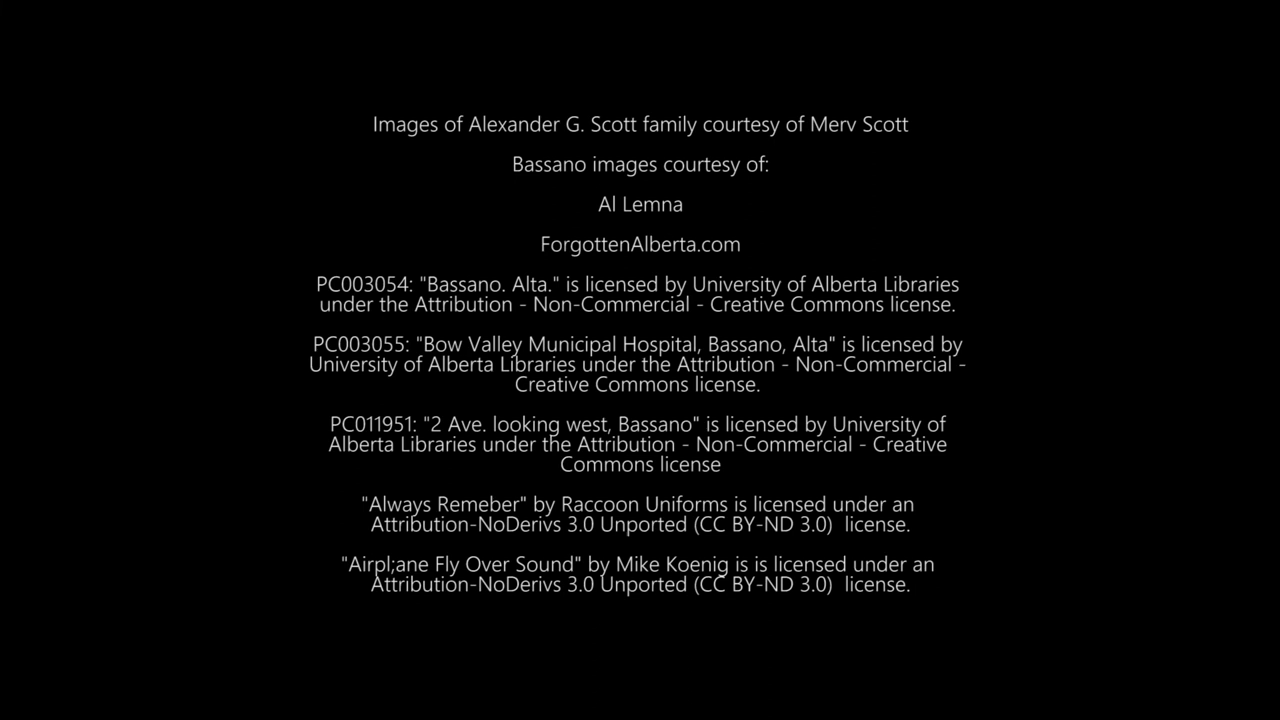 Images of Alexander G. Scott family courtesy of Merv Scott
Bassano images courtesy of:
Al Lemna
ForgottenAlberta.com
PC003054: "Bassano. Alta." is licensed by University of Alberta Libraries
under the Attribution - Non-Commercial - Creative Commons license.
PC003055: "Bow Valley Municipal Hospital, Bassano, Alta" is licensed by
University of Alberta Libraries under the Attribution - Non-Commercial -
Creative Commons license.
PC011951: "2 Ave. looking west, Bassano" is licensed by University of
Alberta Libraries under the Attribution - Non-Commercial - Creative
Commons license
"Always Remeber" by Raccoon Uniforms is licensed under an
Attribution-NoDerivs 3.0 Unported (CC BY-ND 3.0)  license.
"Airpl;ane Fly Over Sound" by Mike Koenig is is licensed under an
Attribution-NoDerivs 3.0 Unported (CC BY-ND 3.0)  license.